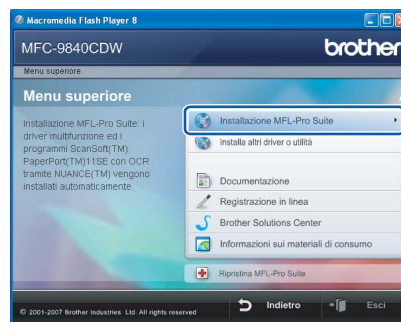 Macromedia Flash Player 8
MFC-9840CDW
brother
Menu superiore
Menu superiore
Installazione MFL-Pro Suite: i
driver multifunzione ed i
programmi ScanSoft(TM)
PaperPort(TM)11SE con OCR
tramite NUANCE(TM) vengono
installati automaticamente.
Installazione MFL-Pro Suite
Installa altri driver o utilità
Documentazione
Registrazione in linea
Brother Solutions Center
Informazioni sui materiali di consumo
Ripristina MFL-Pro Suite
© 2001-2007 Brother Industries, Ltd. All rights reserved
Indietro
Esci